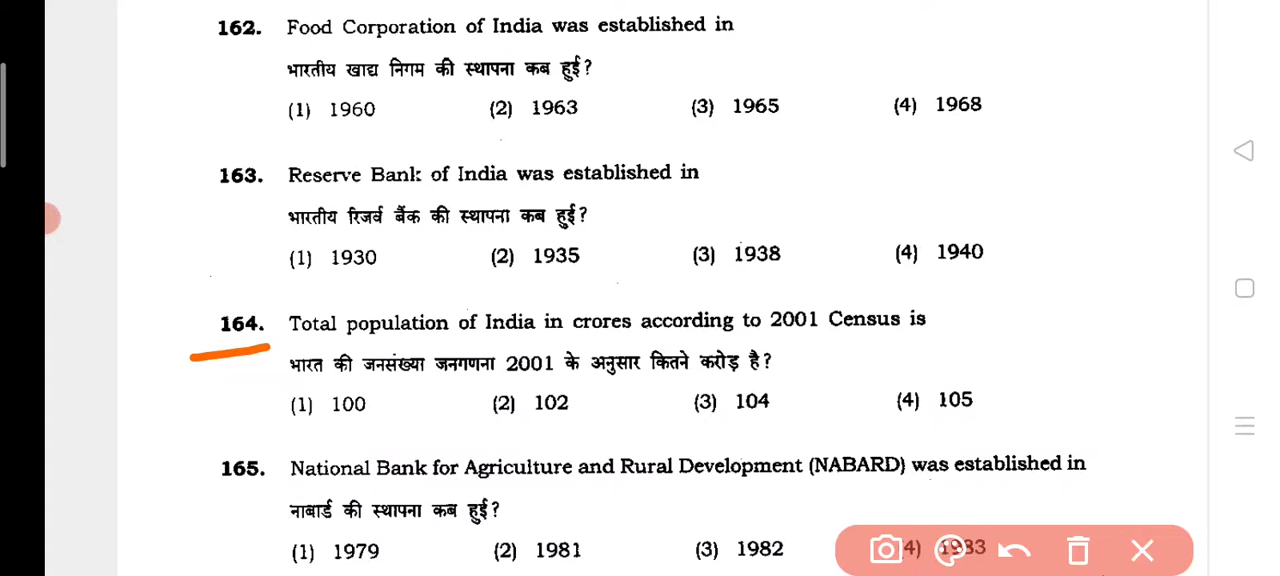 162. Food Corporation of India was established in
भारतीय खाद्य निगम की स्थापना कब हुई?
(1) 1960 (2) 1963 (3) 1965 (4) 1968
163. Reserve Bank of India was established in
भारतीय रिजर्व बैंक की स्थापना कब हुई?
(1) 1930 (2) 1935 (3) 1938 (4) 1940
164. Total population of India in crores according to 2001 Census is
भारत की जनसंख्या जनगणना 2001 के अनुसार कितने करोड़ है?
(1) 100 (2) 102 (3) 104 (4) 105
165. National Bank for Agriculture and Rural Development (NABARD) was established in
नाबार्ड की स्थापना कब हुई?
(1) 1979 (2) 1981 (3) 1982 (4) 1983